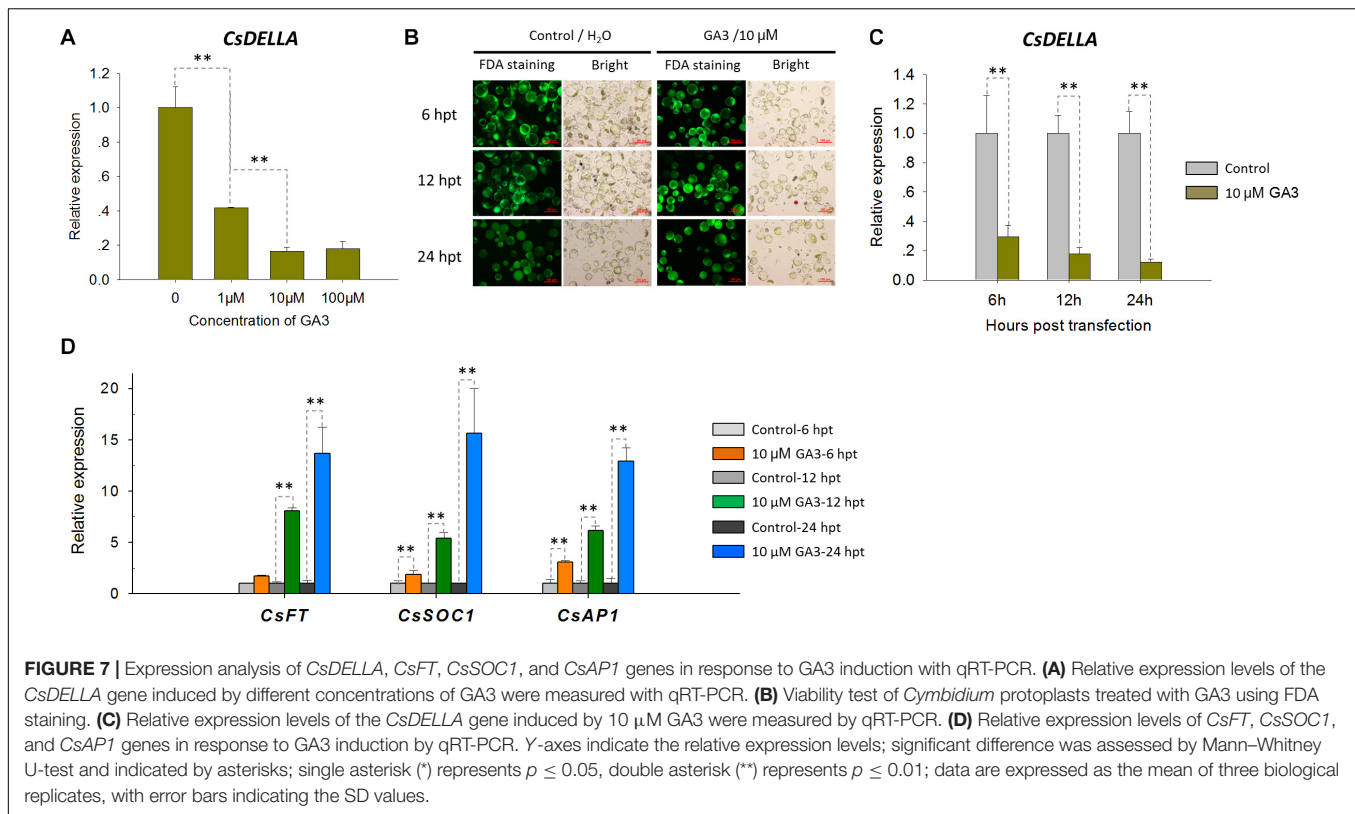 A
CsDELLA
**
**
Relative expression
1.2
1.0
.8
.6
.4
.2
0.0
0 1µM 10µM 100µM
Concentration of GA3
B
Control / H₂O GA3 /10 µM
FDA staining Bright FDA staining Bright
6 hpt
12 hpt
24 hpt
C
CsDELLA
** ** **
Relative expression
1.4
1.2
1.0
.8
.6
.4
.2
0.0
6h 12h 24h
Hours post transfection
Control
10 µM GA3
D
Relative expression
20
15
10
5
0
** **
** ** **
** ** **
CsFT CsSOC1 CsAP1
Control-6 hpt
10 µM GA3-6 hpt
Control-12 hpt
10 µM GA3-12 hpt
Control-24 hpt
10 µM GA3-24 hpt
FIGURE 7 | Expression analysis of CsDELLA, CsFT, CsSOC1, and CsAP1 genes in response to GA3 induction with qRT-PCR. (A) Relative expression levels of the
CsDELLA gene induced by different concentrations of GA3 were measured with qRT-PCR. (B) Viability test of Cymbidium protoplasts treated with GA3 using FDA
staining. (C) Relative expression levels of the CsDELLA gene induced by 10 µM GA3 were measured by qRT-PCR. (D) Relative expression levels of CsFT, CsSOC1,
and CsAP1 genes in response to GA3 induction by qRT-PCR. Y-axes indicate the relative expression levels; significant difference was assessed by Mann–Whitney
U-test and indicated by asterisks; single asterisk (*) represents p ≤ 0.05, double asterisk (**) represents p ≤ 0.01; data are expressed as the mean of three biological
replicates, with error bars indicating the SD values.